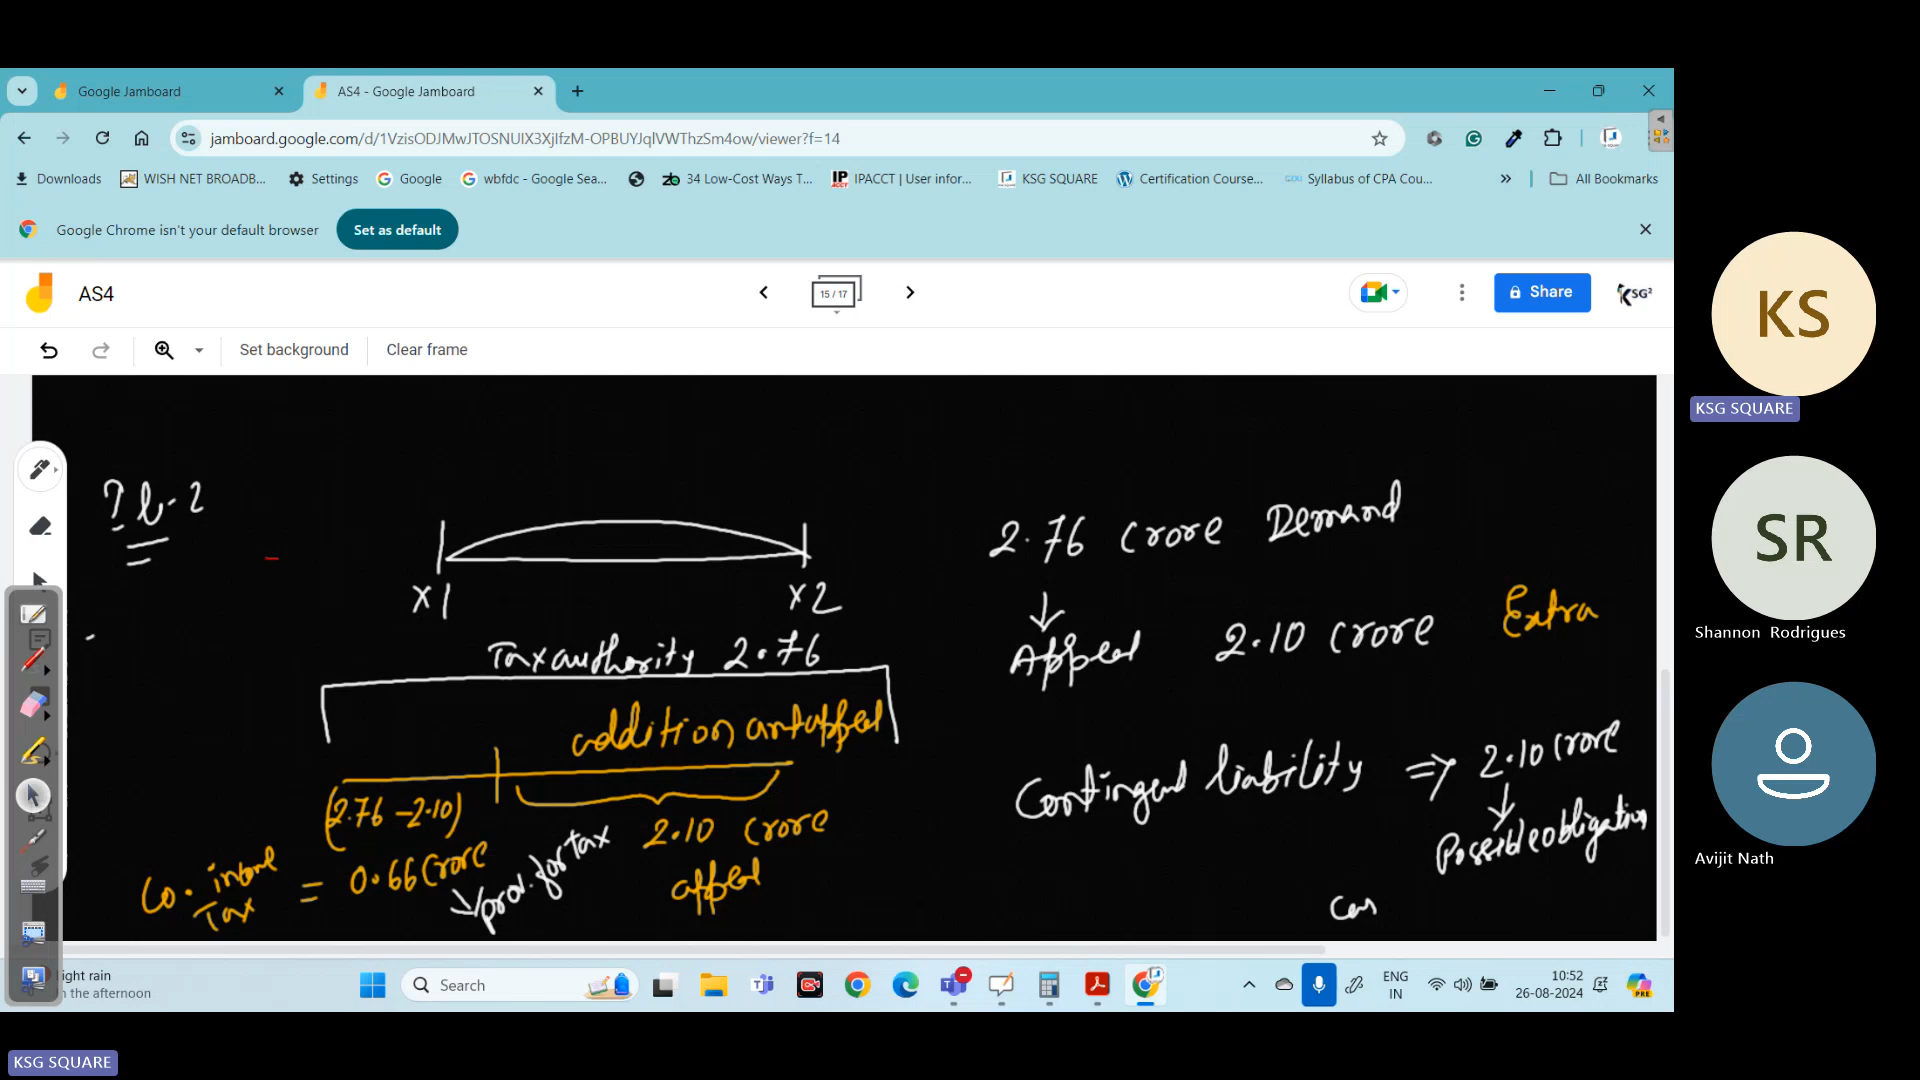 Google Jamboard
AS4 - Google Jamboard
jamboard.google.com/d/1VzisODJMwJTOSNUlX3XjlfzM-OPBUYJqlVWThzSm4ow/viewer?f=14
Downloads
WISH NET BROADB...
Settings
Google
wbfdc - Google Sea...
34 Low-Cost Ways T...
IPACCT | User infor...
KSG SQUARE
Certification Course...
Syllabus of CPA Cou...
All Bookmarks
Google Chrome isn't your default browser
Set as default
AS4
15 / 17
Share
KSG²
Set background
Clear frame
x1
x2
Tax authority 2.76
addition
(2.76 - 2.10)
2.10 crore
appeal
Co. income
Tax
= 0.66 Crore
prov. for tax
2.76 crore Demand
Appeal 2.10 crore Extra
Contingent liability => 2.10 crore
Possible obligation
KS
KSG SQUARE
SR
Shannon Rodrigues
Avijit Nath
light rain
in the afternoon
Search
ENG
IN
10:52
26-08-2024
PRE
KSG SQUARE